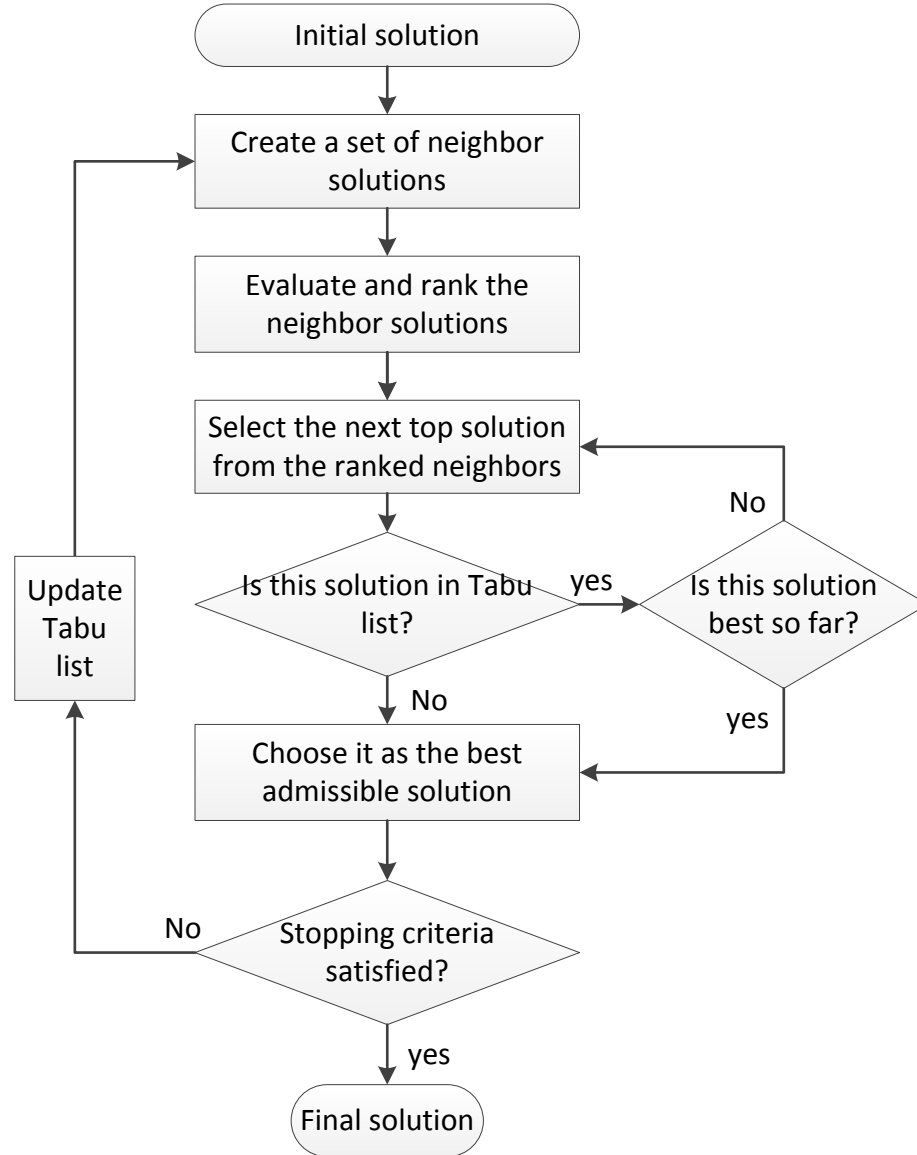 Initial solution
Create a set of neighbor
solutions
Evaluate and rank the
neighbor solutions
Select the next top solution
from the ranked neighbors
No
Is this solution in Tabu
list?
yes
Is this solution
best so far?
Update
Tabu
list
No
yes
Choose it as the best
admissible solution
No
Stopping criteria
satisfied?
yes
Final solution